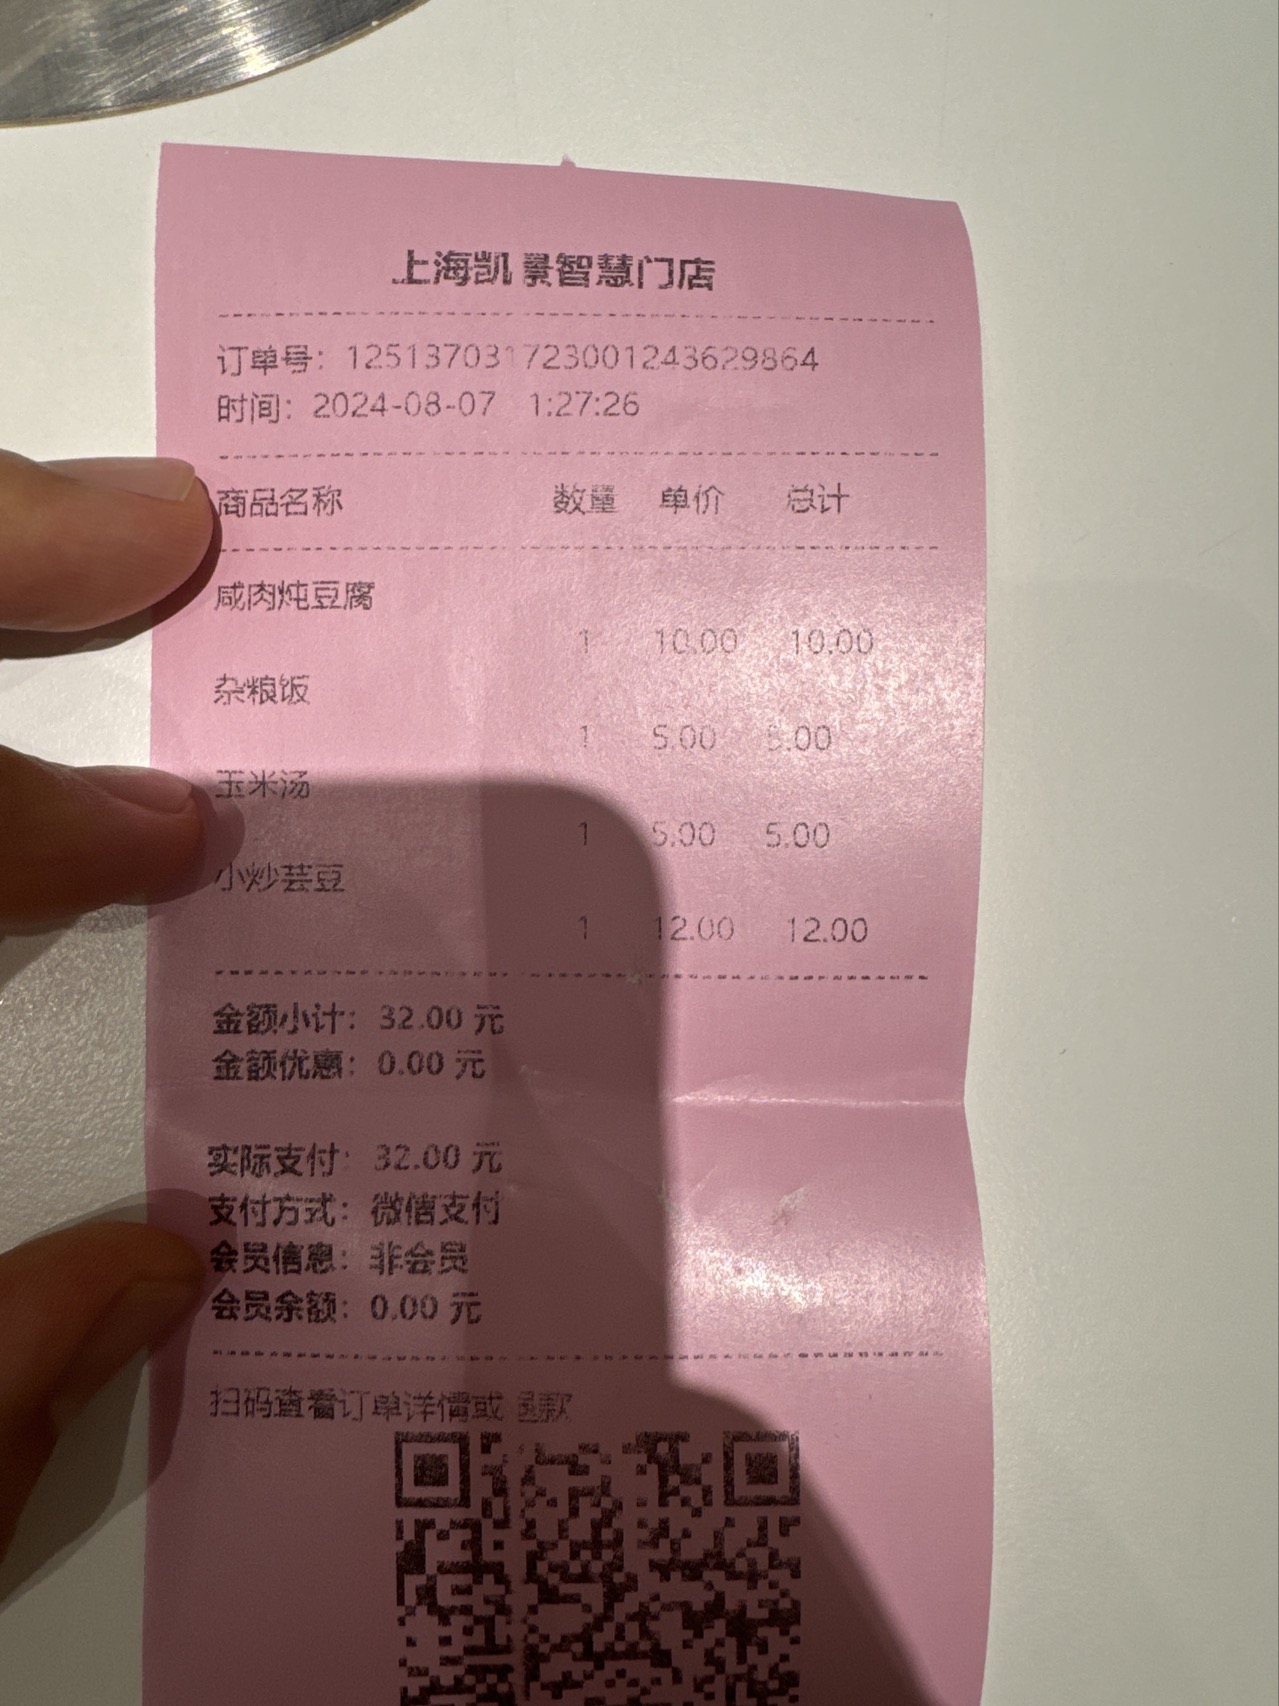 上海凯景智慧门店
订单号：125137031723001243629864
时间：2024-08-07 1:27:26
商品名称 数量 单价 总计
咸肉炖豆腐
1 10.00 10.00
杂粮饭
1 5.00 5.00
玉米汤
1 5.00 5.00
小炒芸豆
1 12.00 12.00
金额小计：32.00 元
金额优惠：0.00 元
实际支付：32.00 元
支付方式：微信支付
会员信息：非会员
会员余额：0.00 元
扫码查看订单详情或退款